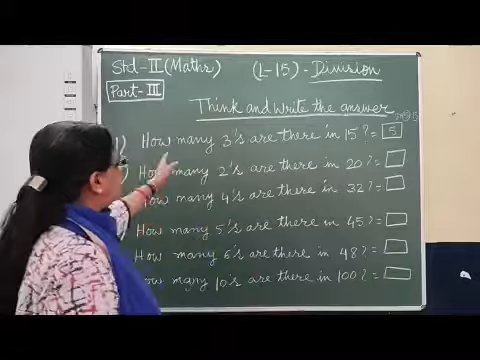 Std-II (Maths) (L-15)-Division
Part-III
Think and write the answer
1) How many 3's are there in 15? = 5
) How many 2's are there in 20? =
How many 4's are there in 32? =
How many 5's are there in 45? =
How many 6's are there in 48? =
How many 10's are there in 100? =